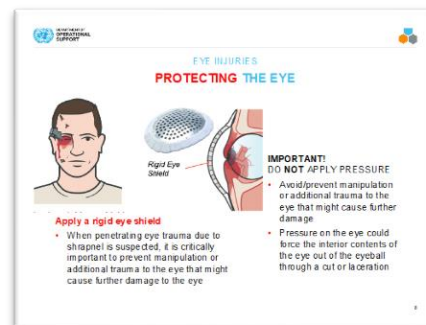 DEPARTMENT OF
OPERATIONAL
SUPPORT
EYE INJURIES
PROTECTING THE EYE
Rigid Eye
Shield
Apply a rigid eye shield
• When penetrating eye trauma due to
shrapnel is suspected, it is critically
important to prevent manipulation or
additional trauma to the eye that might
cause further damage to the eye
IMPORTANT!
DO NOT APPLY PRESSURE
• Avoid/prevent manipulation
or additional trauma to the
eye that might cause further
damage
• Pressure on the eye could
force the interior contents of
the eye out of the eyeball
through a cut or laceration